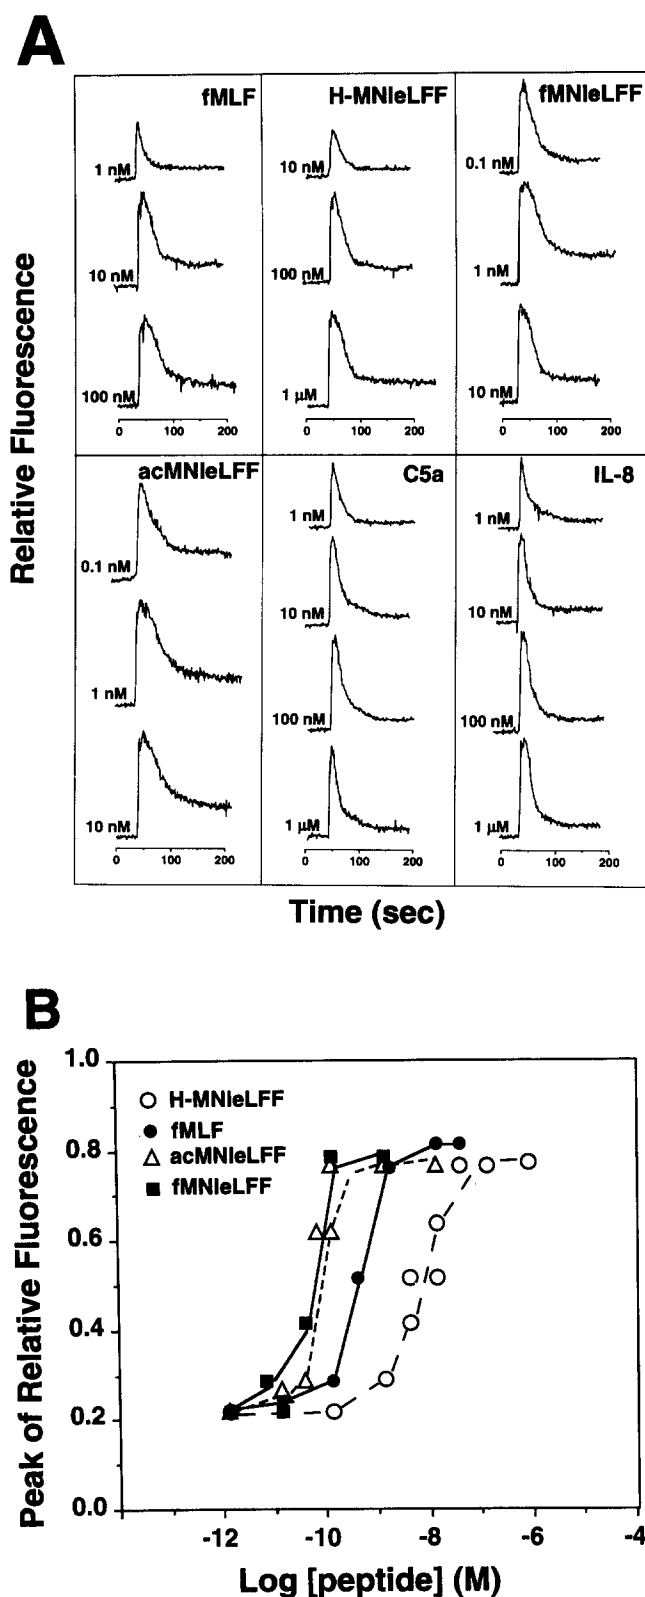 A
fMLF
H-MNleLFF
fMNleLFF
1 nM
10 nM
0.1 nM
10 nM
100 nM
1 nM
100 nM
1 µM
10 nM
0 100 200
0 100 200
0 100 200
acMNleLFF
C5a
IL-8
0.1 nM
1 nM
1 nM
1 nM
10 nM
10 nM
10 nM
100 nM
100 nM
1 µM
1 µM
0 100 200
0 100 200
0 100 200
Relative Fluorescence
Time (sec)
B
1.0
0.8
0.6
0.4
0.2
0.0
H-MNleLFF
fMLF
acMNleLFF
fMNleLFF
-12 -10 -8 -6 -4
Peak of Relative Fluorescence
Log [peptide] (M)